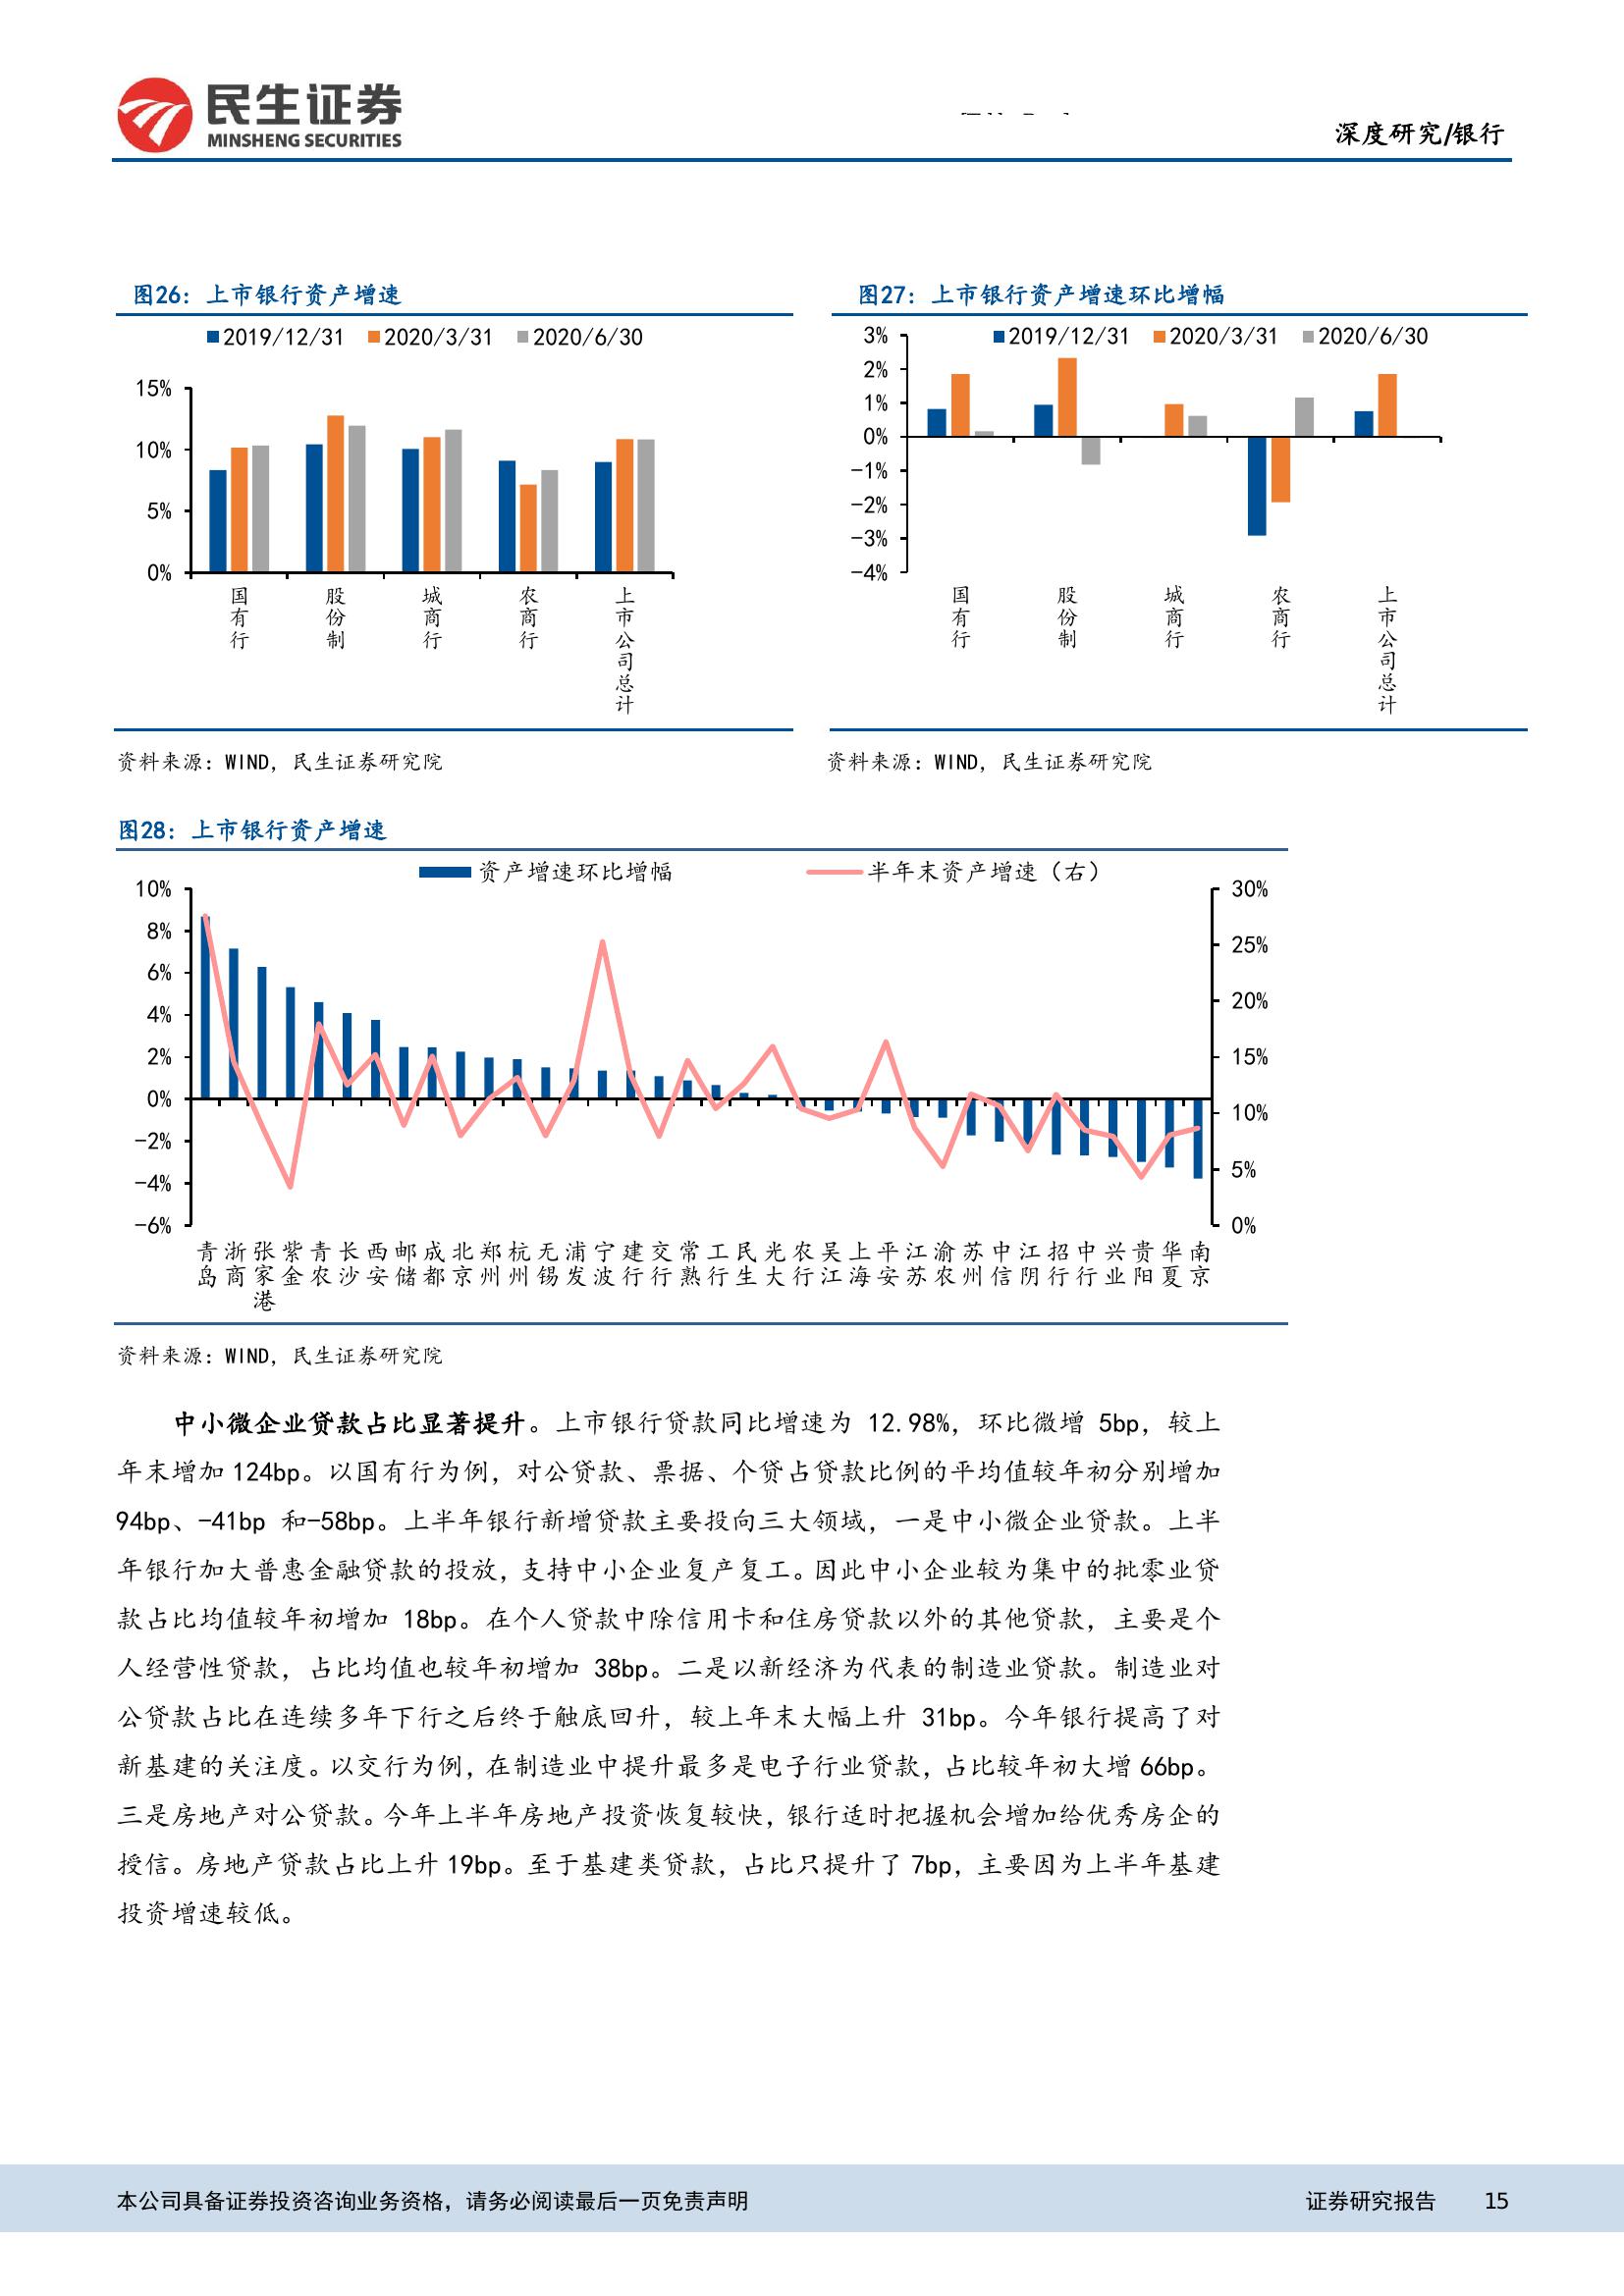 民生证券
MINSHENG SECURITIES
深度研究/银行
图26：上市银行资产增速
2019/12/31 2020/3/31 2020/6/30
15%
10%
5%
0%
国有行 股份制 城商行 农商行 上市公司总计
资料来源：WIND，民生证券研究院
图27：上市银行资产增速环比增幅
2019/12/31 2020/3/31 2020/6/30
3%
2%
1%
0%
-1%
-2%
-3%
-4%
国有行 股份制 城商行 农商行 上市公司总计
资料来源：WIND，民生证券研究院
图28：上市银行资产增速
资产增速环比增幅 半年末资产增速（右）
10% 30%
8% 25%
6% 20%
4% 15%
2% 10%
0% 5%
-2% 0%
-4%
-6%
青岛 浙商 张家港 紫金 青农 长沙 西安 邮储 成都 北京 郑州 杭州 无锡 浦发 宁波 建行 交行 常熟 工行 民生 光大 农行 吴江 上海 平安 江苏 渝农 苏州 中信 江阴 招行 中行 兴业 贵阳 华夏 南京
资料来源：WIND，民生证券研究院
中小微企业贷款占比显著提升。上市银行贷款同比增速为 12.98%，环比微增 5bp，较上
年末增加 124bp。以国有行为例，对公贷款、票据、个贷占贷款比例的平均值较年初分别增加
94bp、-41bp 和-58bp。上半年银行新增贷款主要投向三大领域，一是中小微企业贷款。上半
年银行加大普惠金融贷款的投放，支持中小企业复产复工。因此中小企业较为集中的批零业贷
款占比均值较年初增加 18bp。在个人贷款中除信用卡和住房贷款以外的其他贷款，主要是个
人经营性贷款，占比均值也较年初增加 38bp。二是以新经济为代表的制造业贷款。制造业对
公贷款占比在连续多年下行之后终于触底回升，较上年末大幅上升 31bp。今年银行提高了对
新基建的关注度。以交行为例，在制造业中提升最多是电子行业贷款，占比较年初大增 66bp。
三是房地产对公贷款。今年上半年房地产投资恢复较快，银行适时把握机会增加给优秀房企的
授信。房地产贷款占比上升 19bp。至于基建类贷款，占比只提升了 7bp，主要因为上半年基建
投资增速较低。
本公司具备证券投资咨询业务资格，请务必阅读最后一页免责声明 证券研究报告 15